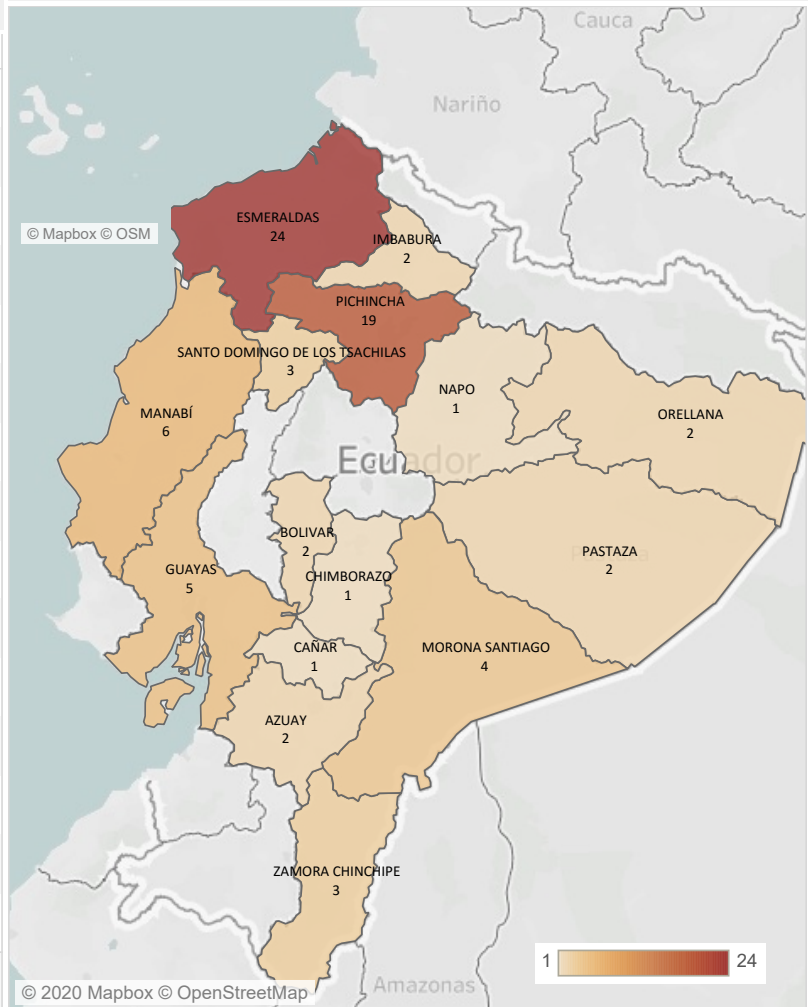 Cauca
Nariño
ESMERALDAS
24
© Mapbox © OSM
IMBABURA
2
PICHINCHA
19
SANTO DOMINGO DE LOS TSACHILAS
3
NAPO
1
MANABÍ
6
ORELLANA
2
Ecuador
BOLIVAR
2
PASTAZA
2
GUAYAS
5
CHIMBORAZO
1
CAÑAR
1
MORONA SANTIAGO
4
AZUAY
2
ZAMORA CHINCHIPE
3
1 24
Amazonas
© 2020 Mapbox © OpenStreetMap